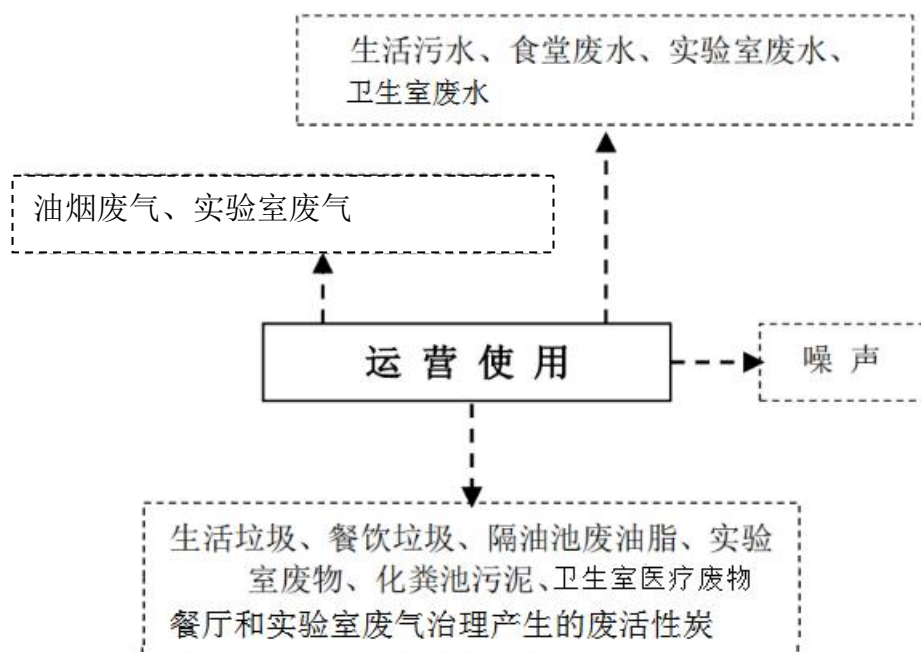 生活污水、食堂废水、实验室废水、
卫生室废水
油烟废气、实验室废气
运营使用
噪声
生活垃圾、餐饮垃圾、隔油池废油脂、实验
室废物、化粪池污泥、卫生室医疗废物
餐厅和实验室废气治理产生的废活性炭